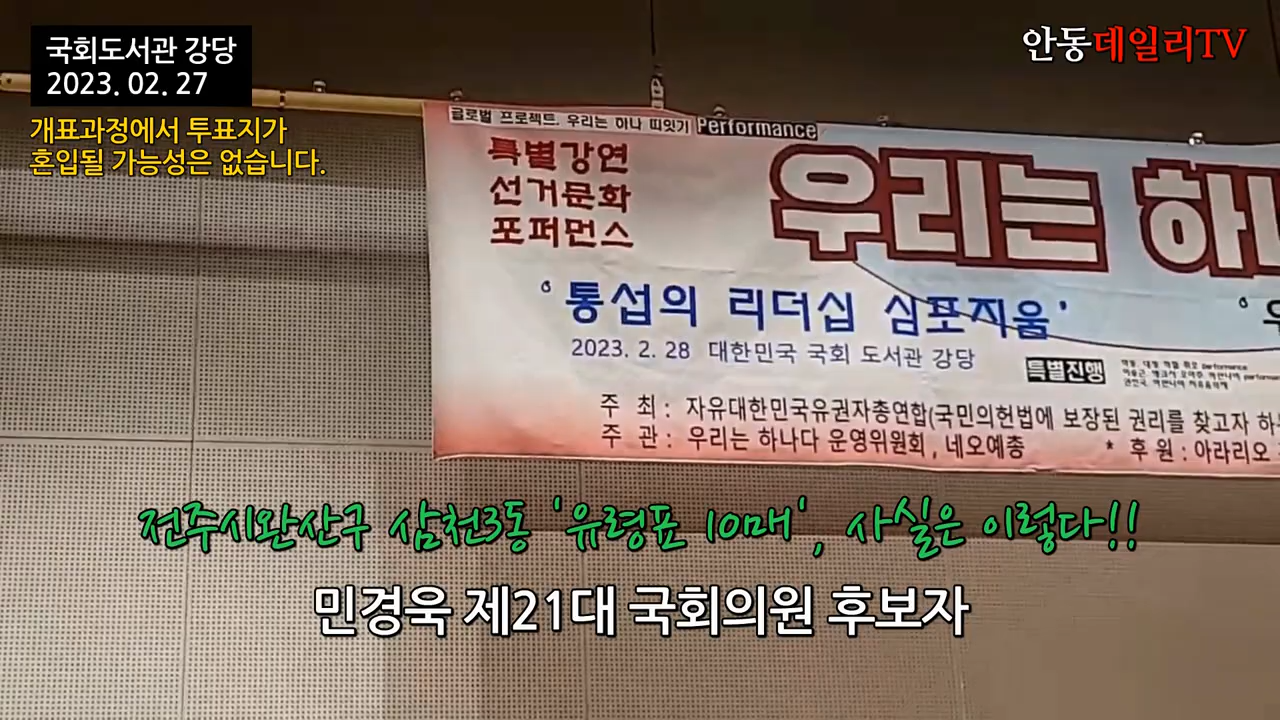 국회도서관 강당
2023. 02. 27
안동데일리TV
개표과정에서 투표지가
혼입될 가능성은 없습니다.
글로벌 프로젝트, 우리는 하나 띠잇기 Performance
특별강연
선거문화
포퍼먼스
우리는 하나
'통섭의 리더십 심포지움'
2023. 2. 28 대한민국 국회 도서관 강당
특별진행
주 최 : 자유대한민국유권자총연합(국민의헌법에 보장된 권리를 찾고자 하
주 관 : 우리는 하나다 운영위원회, 네오예총 * 후 원 : 아라리오
전주시완산구 삼천3동 '유령표 10매', 사실은 이렇다!!
민경욱 제21대 국회의원 후보자